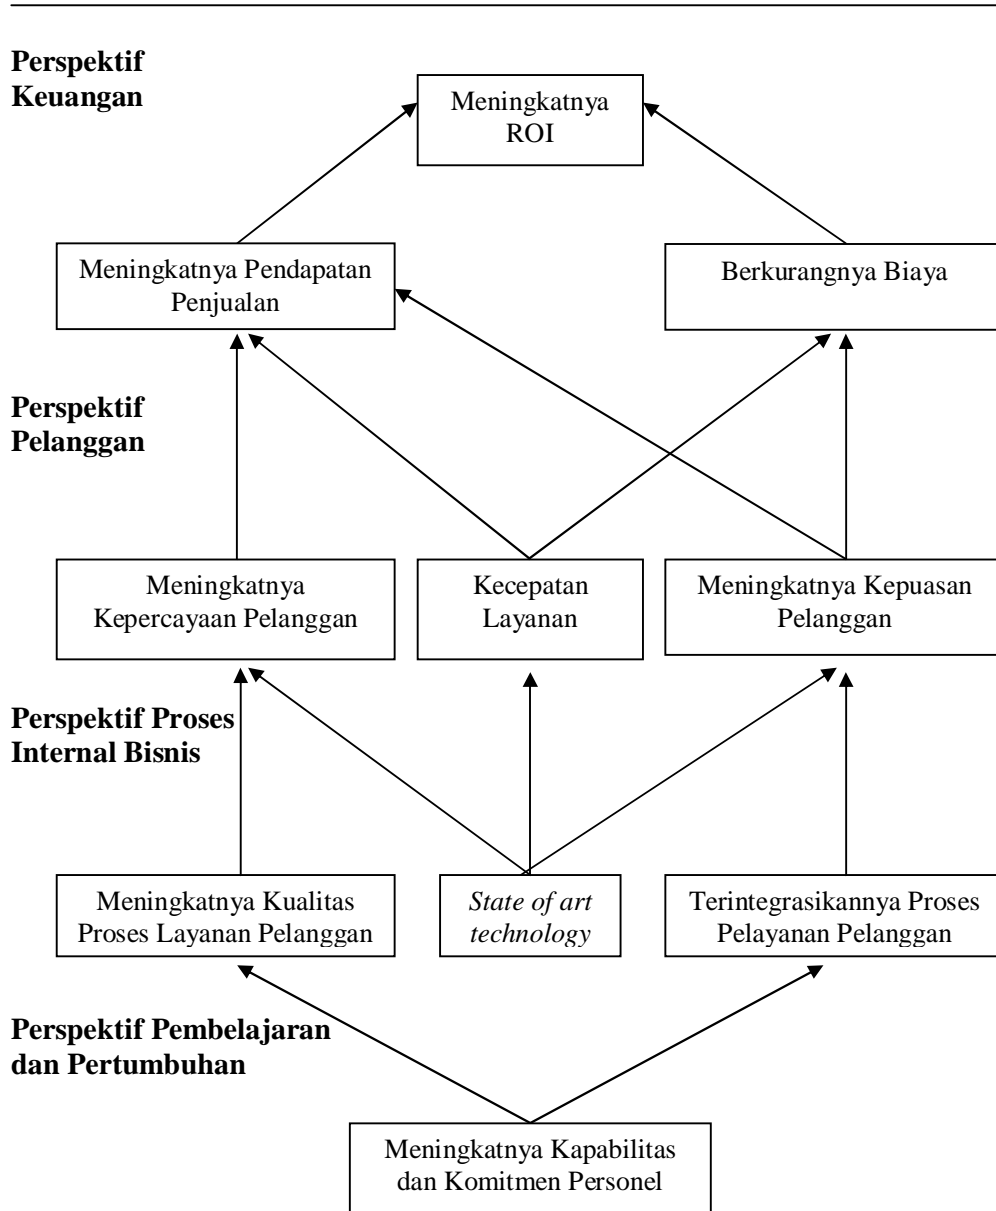 Perspektif
Keuangan
Meningkatnya
ROI
Meningkatnya Pendapatan
Penjualan
Berkurangnya Biaya
Perspektif
Pelanggan
Meningkatnya
Kepercayaan Pelanggan
Kecepatan
Layanan
Meningkatnya Kepuasan
Pelanggan
Perspektif Proses
Internal Bisnis
Meningkatnya Kualitas
Proses Layanan Pelanggan
State of art
technology
Terintegrasikannya Proses
Pelayanan Pelanggan
Perspektif Pembelajaran
dan Pertumbuhan
Meningkatnya Kapabilitas
dan Komitmen Personel